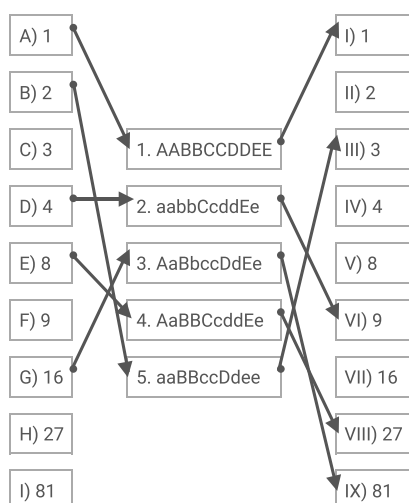 A) 1
B) 2
C) 3
D) 4
E) 8
F) 9
G) 16
H) 27
I) 81
1. AABBCCDDEE
2. aabbCcddEe
3. AaBbccDdEe
4. AaBBCcddEe
5. aaBBccDdee
I) 1
II) 2
III) 3
IV) 4
V) 8
VI) 9
VII) 16
VIII) 27
IX) 81